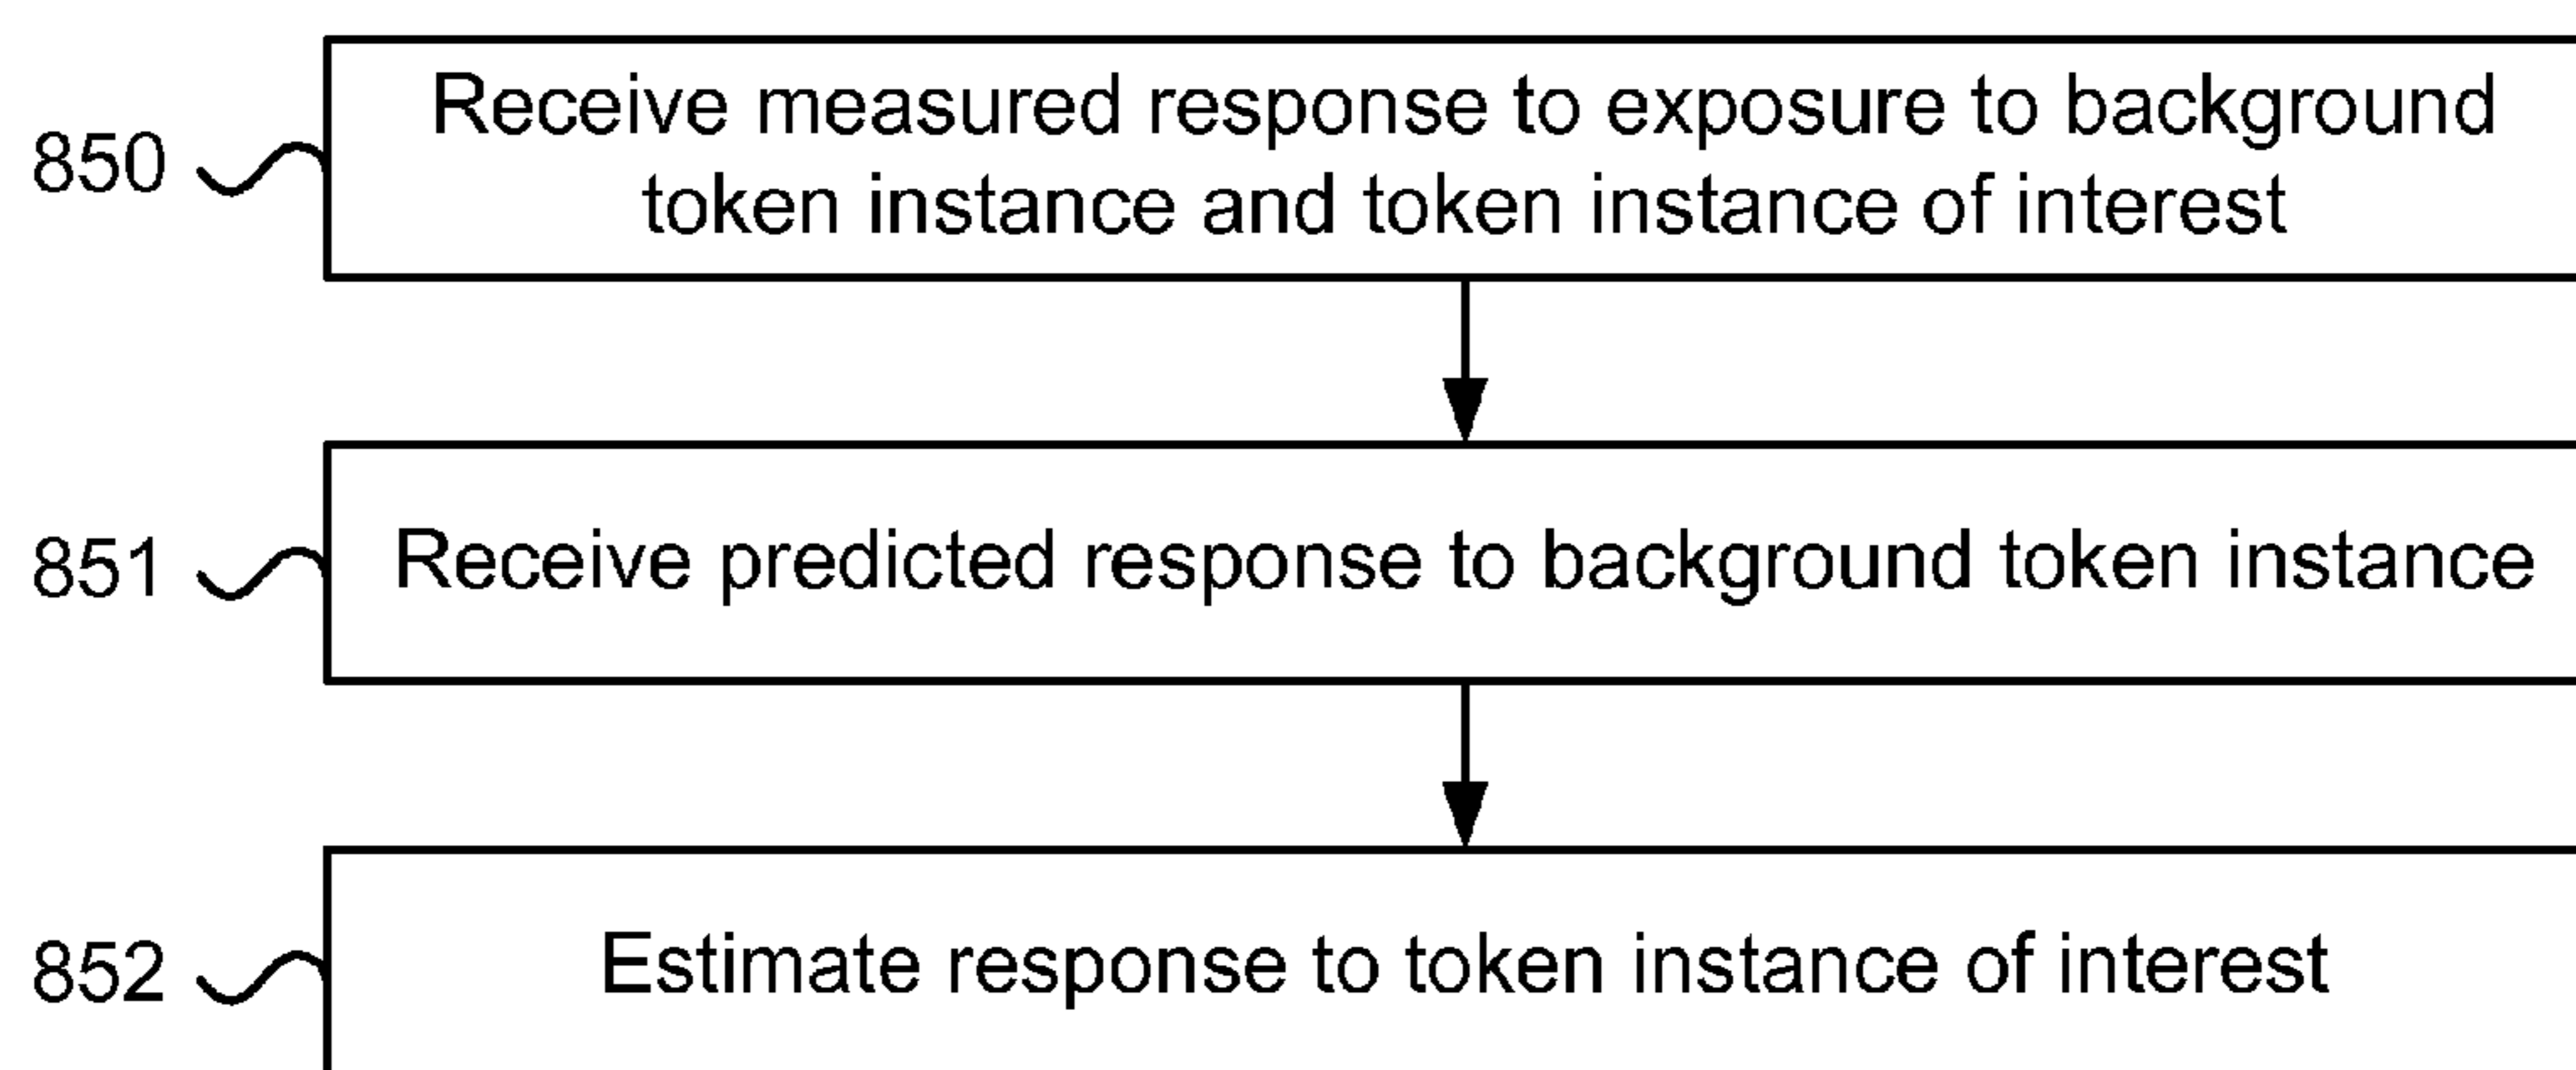 850
Receive measured response to exposure to background
token instance and token instance of interest
851
Receive predicted response to background token instance
852
Estimate response to token instance of interest